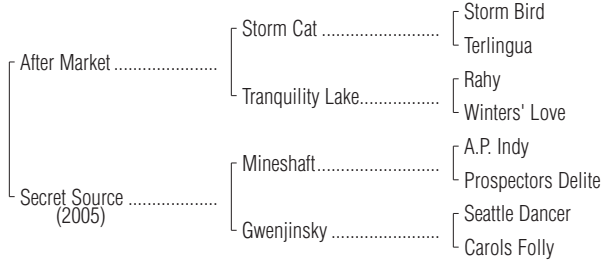 Storm Bird
Storm Cat ........................
Terlingua
After Market .....................
Rahy
Tranquility Lake................
Winters' Love
A.P. Indy
Mineshaft.........................
Prospectors Delite
Secret Source ..................
(2005)
Seattle Dancer
Gwenjinsky ......................
Carols Folly